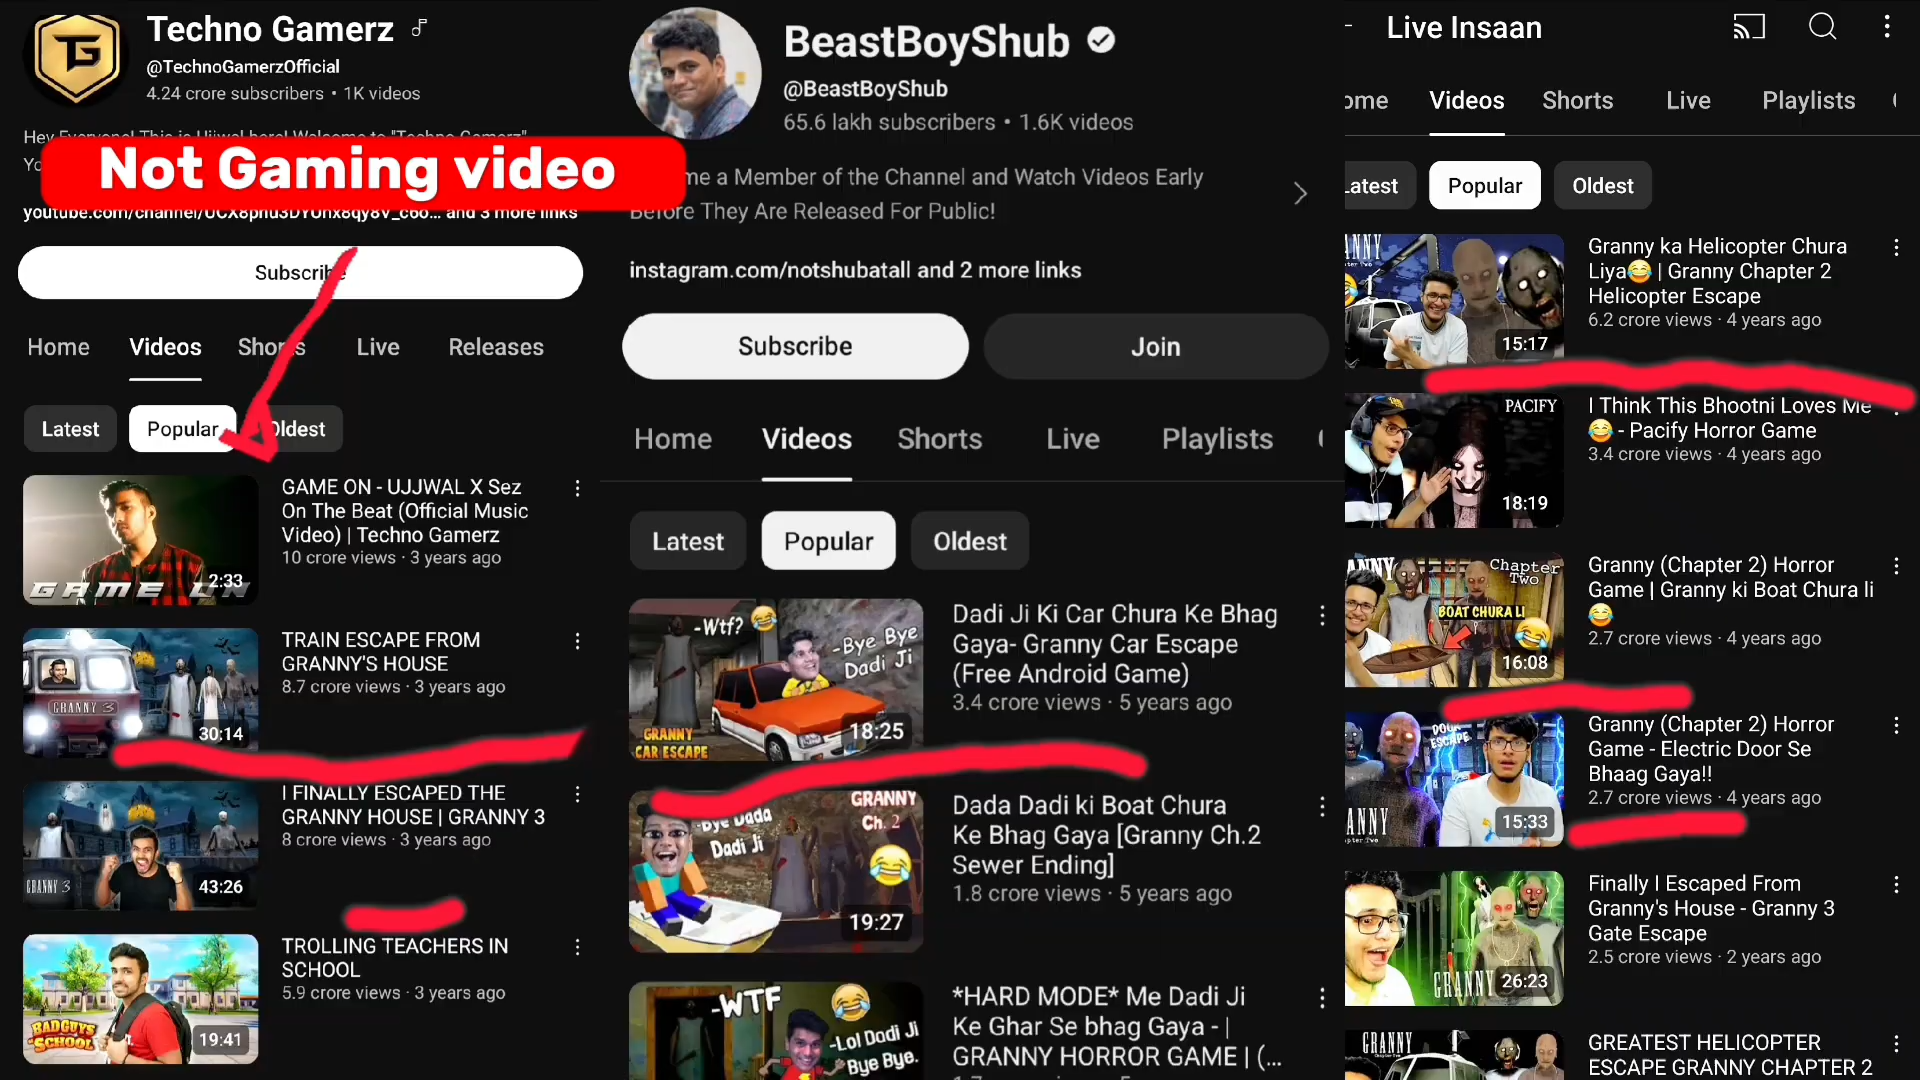 Techno Gamerz
@TechnoGamerzOfficial
4.24 crore subscribers • 1K videos
Not Gaming video
and 3 more links
Subscribe
Home
Videos
Shorts
Live
Releases
Latest
Popular
Oldest
GAME ON - UJJWAL X Sez
On The Beat (Official Music
Video) | Techno Gamerz
10 crore views · 3 years ago
2:33
TRAIN ESCAPE FROM
GRANNY'S HOUSE
8.7 crore views · 3 years ago
GRANNY 3
30:14
I FINALLY ESCAPED THE
GRANNY HOUSE | GRANNY 3
8 crore views · 3 years ago
GRANNY 3
43:26
TROLLING TEACHERS IN
SCHOOL
5.9 crore views · 3 years ago
BAD GUYS
SCHOOL
19:41
BeastBoyShub
@BeastBoyShub
65.6 lakh subscribers • 1.6K videos
me a Member of the Channel and Watch Videos Early
Before They Are Released For Public!
instagram.com/notshubatall and 2 more links
Subscribe
Join
Home
Videos
Shorts
Live
Playlists
Latest
Popular
Oldest
-Wtf?
-Bye Bye
Dadi Ji
GRANNY
CAR ESCAPE
18:25
Dadi Ji Ki Car Chura Ke Bhag
Gaya- Granny Car Escape
(Free Android Game)
3.4 crore views · 5 years ago
-Bye Dada
Dadi Ji
GRANNY
Ch. 2
19:27
Dada Dadi ki Boat Chura
Ke Bhag Gaya [Granny Ch.2
Sewer Ending]
1.8 crore views · 5 years ago
-WTF
-Lol Dadi Ji
Bye Bye.
*HARD MODE* Me Dadi Ji
Ke Ghar Se bhag Gaya - |
GRANNY HORROR GAME | (...
Live Insaan
ome
Videos
Shorts
Live
Playlists
Latest
Popular
Oldest
15:17
Granny ka Helicopter Chura
Liya😂 | Granny Chapter 2
Helicopter Escape
6.2 crore views · 4 years ago
PACIFY
18:19
I Think This Bhootni Loves Me
😂 - Pacify Horror Game
3.4 crore views · 4 years ago
Chapter
Two
BOAT CHURA LI
16:08
Granny (Chapter 2) Horror
Game | Granny ki Boat Chura li
😂
2.7 crore views · 4 years ago
DOOR
ESCAPE
15:33
Granny (Chapter 2) Horror
Game - Electric Door Se
Bhaag Gaya!!
2.7 crore views · 4 years ago
GRANNY
26:23
Finally I Escaped From
Granny's House - Granny 3
Gate Escape
2.5 crore views · 2 years ago
GRANNY
GREATEST HELICOPTER
ESCAPE GRANNY CHAPTER 2